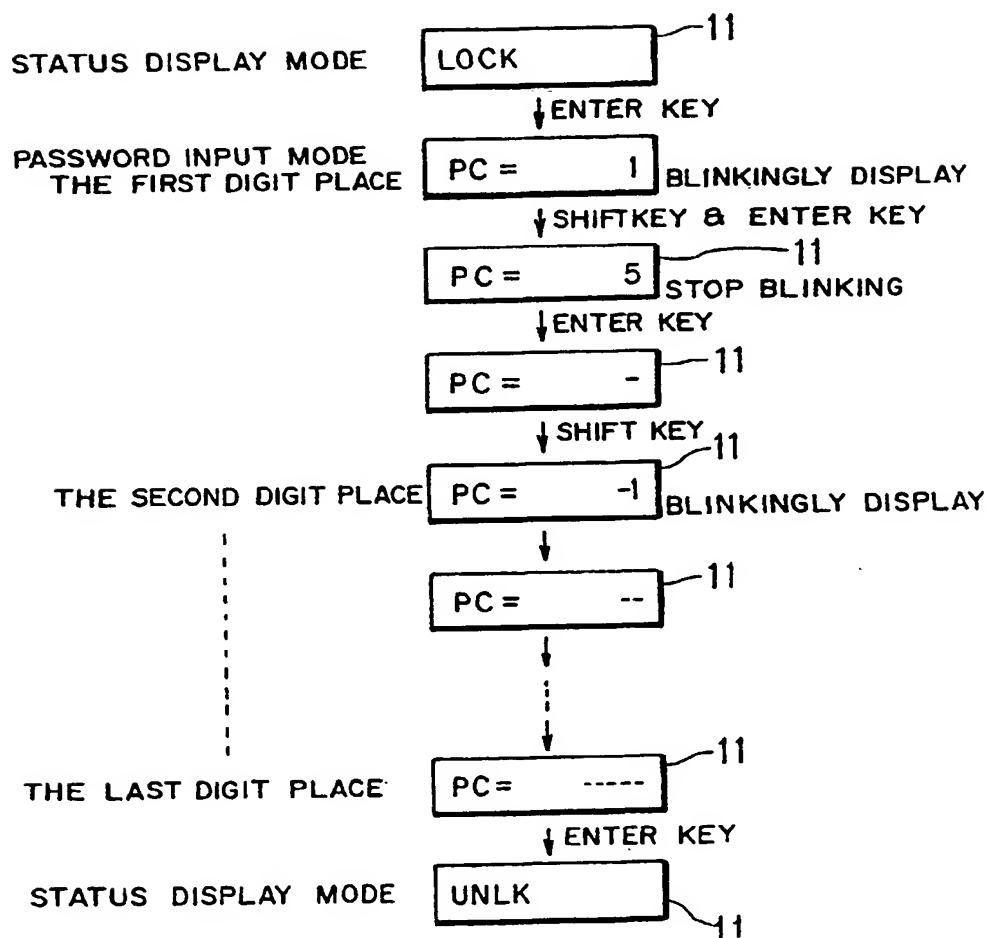 11
STATUS DISPLAY MODE LOCK
ENTER KEY
PASSWORD INPUT MODE
THE FIRST DIGIT PLACE PC = 1 BLINKINGLY DISPLAY
SHIFTKEY & ENTER KEY
11
PC = 5 STOP BLINKING
ENTER KEY
PC = - 11
SHIFT KEY
11
THE SECOND DIGIT PLACE PC = -1 BLINKINGLY DISPLAY
PC = -- 11
THE LAST DIGIT PLACE PC = ----- 11
ENTER KEY
STATUS DISPLAY MODE UNLK
11